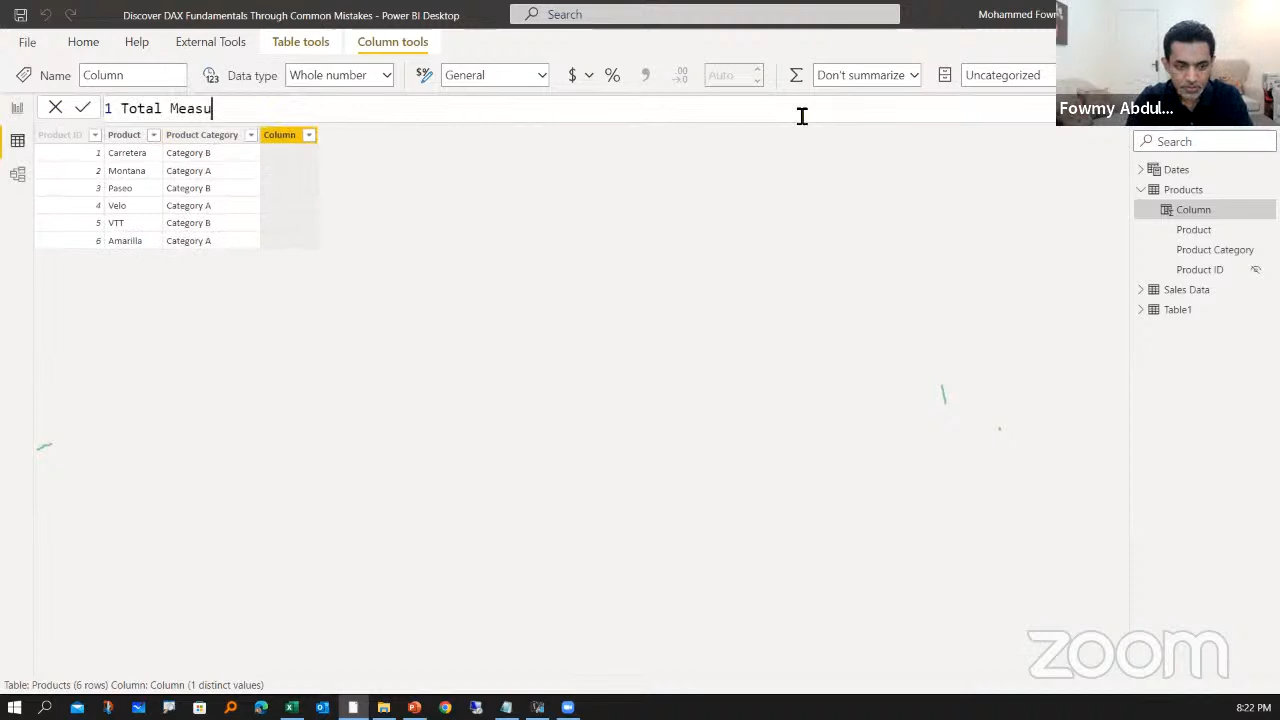 Discover DAX Fundamentals Through Common Mistakes - Power BI Desktop
Search
Mohammed Fow
File Home Help External Tools Table tools Column tools
Name Column Data type Whole number General $ % Auto Don't summarize Uncategorized
1 Total Measu
Fowmy Abdul...
Product ID Product Product Category Column
1 Carretera Category B
2 Montana Category A
3 Paseo Category B
4 Velo Category A
5 VTT Category B
6 Amarilla Category A
Search
Dates
Products
Column
Product
Product Category
Product ID
Sales Data
Table1
zoom
Table: Products (6 rows) Column: Column (1 distinct values)
8:22 PM